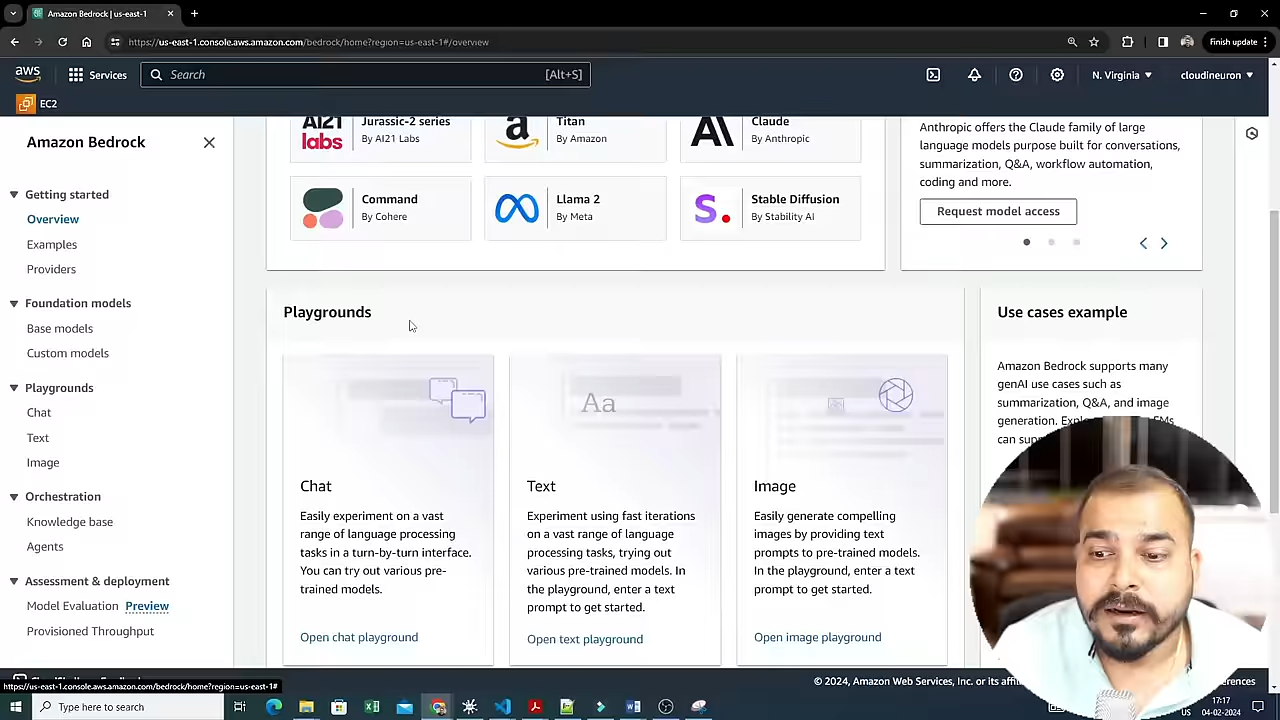 Amazon Bedrock | us-east-1
https://us-east-1.console.aws.amazon.com/bedrock/home?region=us-east-1#/overview
Finish update
aws
Services
Search
[Alt+S]
N. Virginia
cloudineuron
EC2
Amazon Bedrock
Getting started
Overview
Examples
Providers
Foundation models
Base models
Custom models
Playgrounds
Chat
Text
Image
Orchestration
Knowledge base
Agents
Assessment & deployment
Model Evaluation Preview
Provisioned Throughput
AI21 labs
Jurassic-2 series
By AI21 Labs
Titan
By Amazon
Claude
By Anthropic
Command
By Cohere
Llama 2
By Meta
Stable Diffusion
By Stability AI
Anthropic offers the Claude family of large
language models purpose built for conversations,
summarization, Q&A, workflow automation,
coding and more.
Request model access
Playgrounds
Aa
Chat
Easily experiment on a vast
range of language processing
tasks in a turn-by-turn interface.
You can try out various pre-
trained models.
Open chat playground
Text
Experiment using fast iterations
on a vast range of language
processing tasks, trying out
various pre-trained models. In
the playground, enter a text
prompt to get started.
Open text playground
Image
Easily generate compelling
images by providing text
prompts to pre-trained models.
In the playground, enter a text
prompt to get started.
Open image playground
Use cases example
Amazon Bedrock supports many
genAI use cases such as
summarization, Q&A, and image
generation.
can
https://us-east-1.console.aws.amazon.com/bedrock/home?region=us-east-1#
© 2024, Amazon Web Services, Inc. or its
Type here to search
US
17:17
04-02-2024